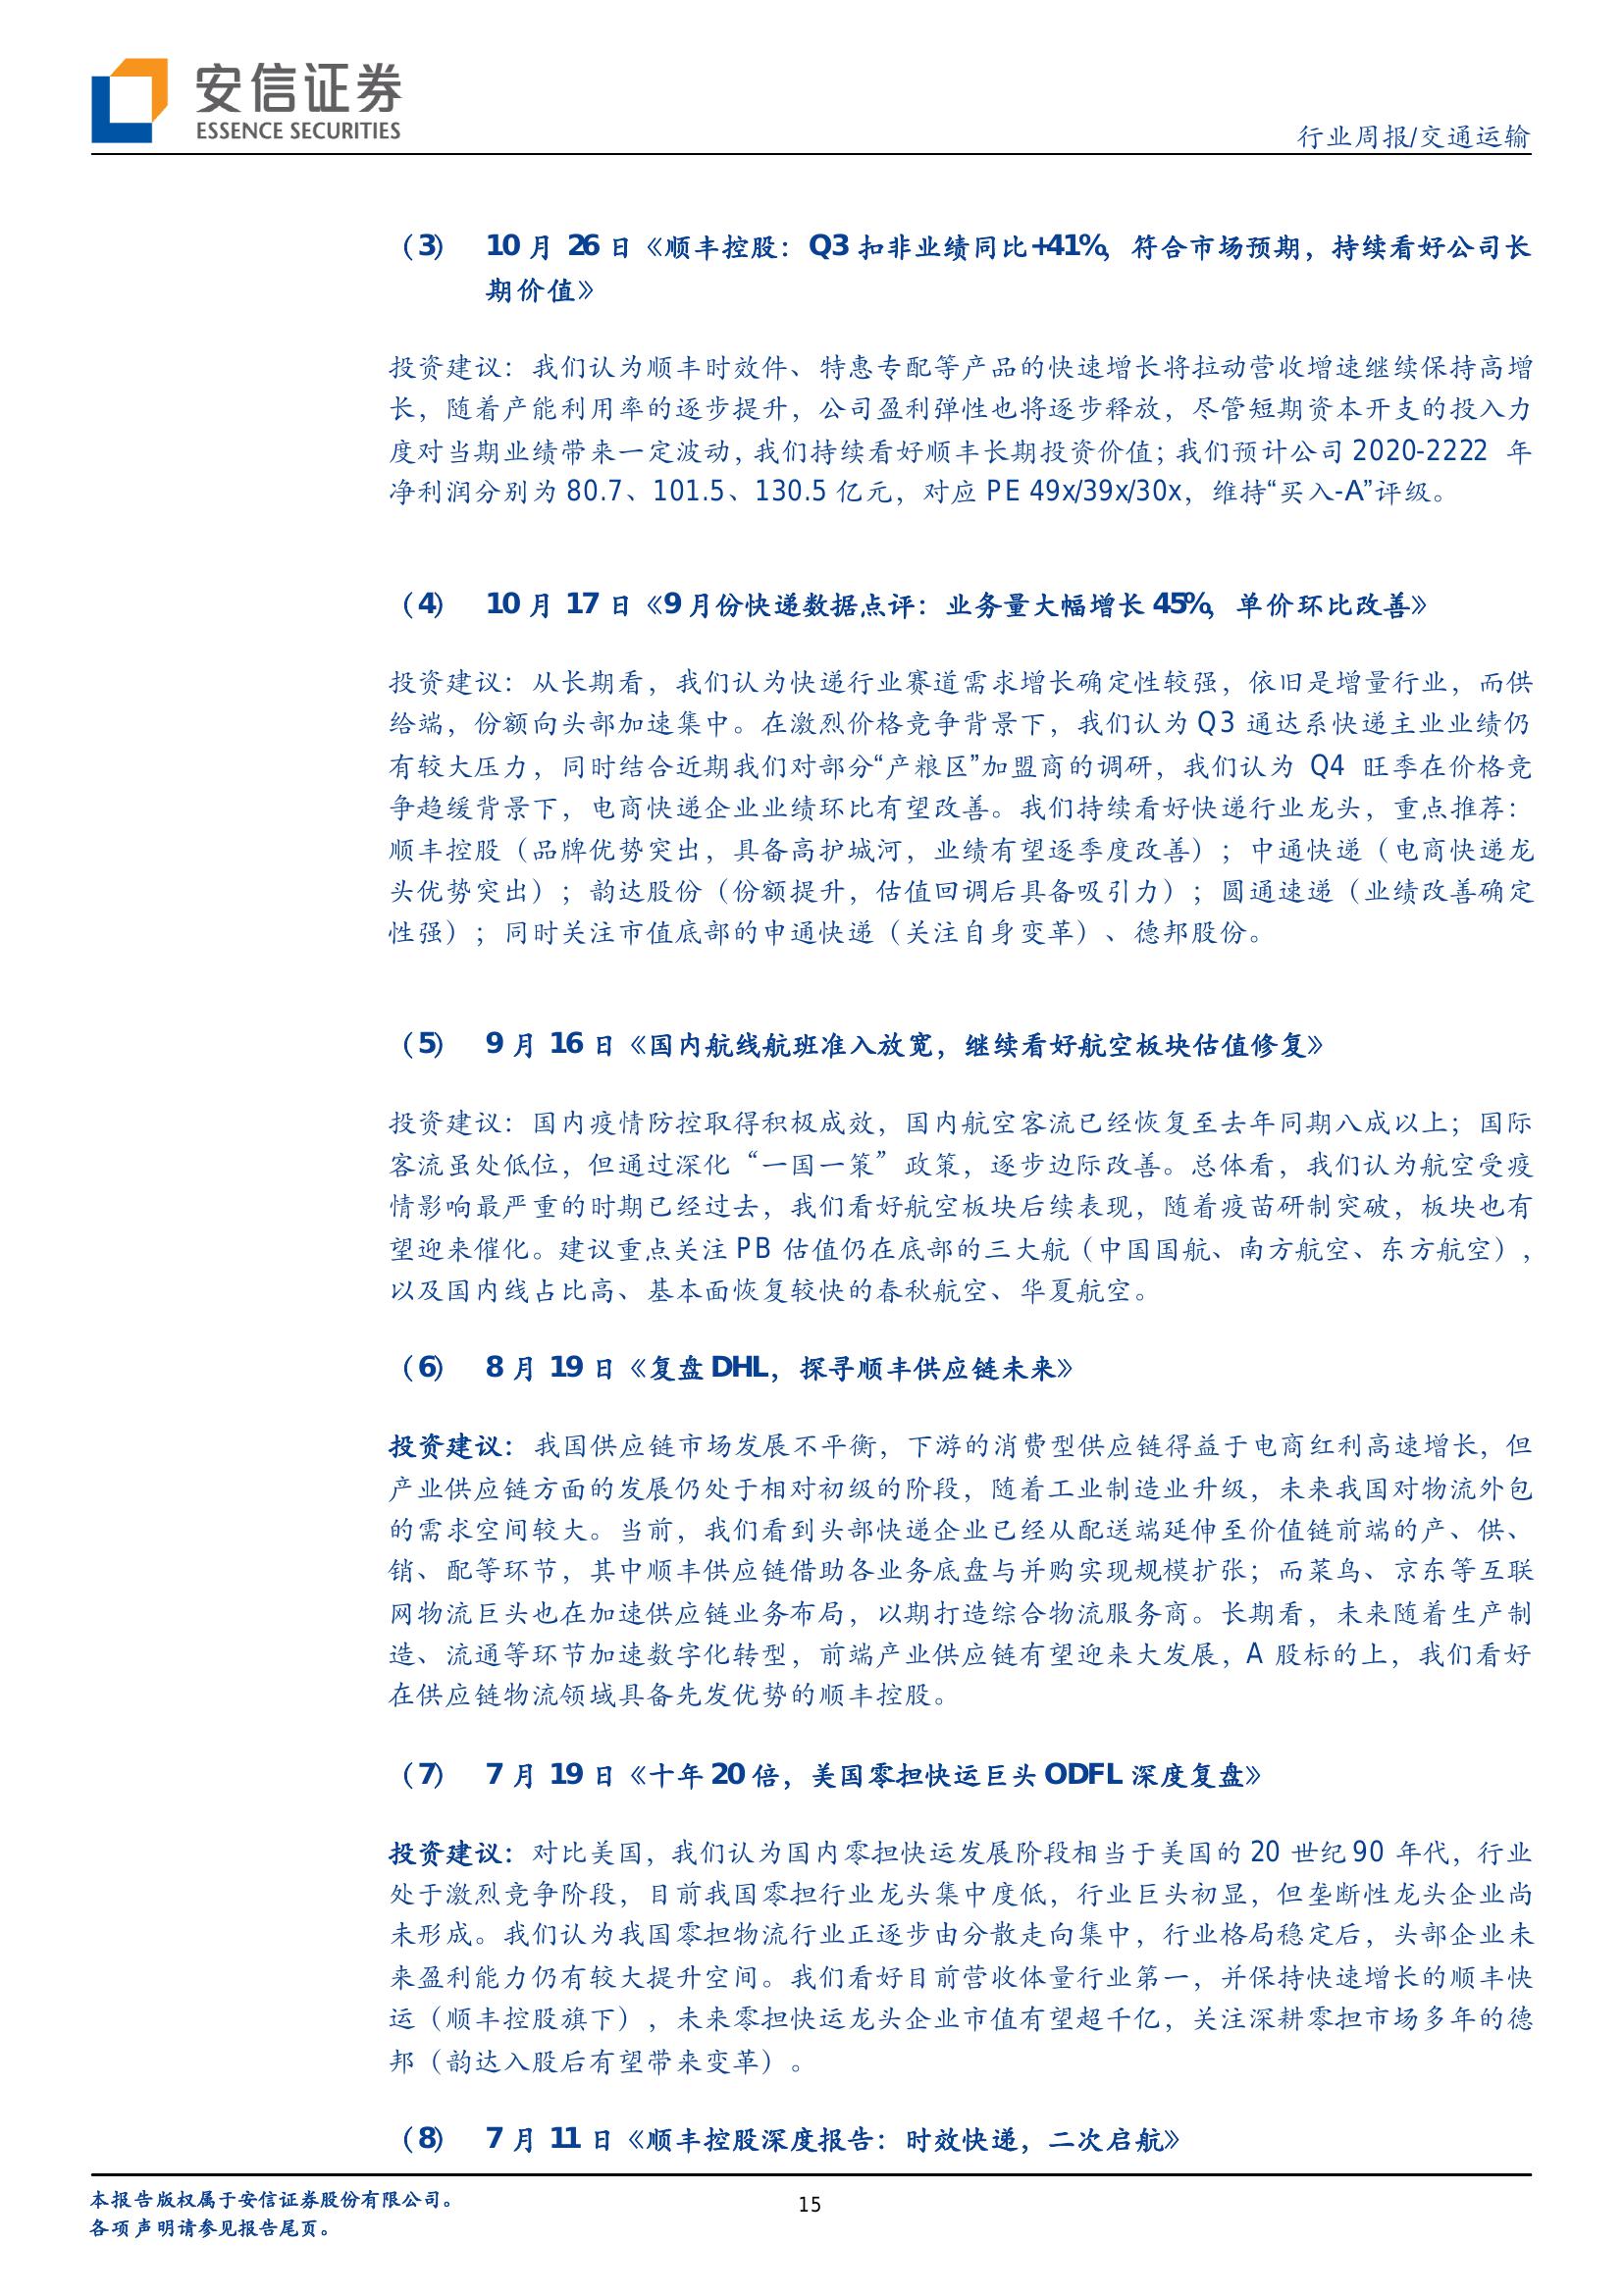 安信证券
ESSENCE SECURITIES
行业周报/交通运输
（3） 10 月 26 日《顺丰控股：Q3 扣非业绩同比+41%，符合市场预期，持续看好公司长
期价值》
投资建议：我们认为顺丰时效件、特惠专配等产品的快速增长将拉动营收增速继续保持高增
长，随着产能利用率的逐步提升，公司盈利弹性也将逐步释放，尽管短期资本开支的投入力
度对当期业绩带来一定波动，我们持续看好顺丰长期投资价值；我们预计公司 2020-2222 年
净利润分别为 80.7、101.5、130.5 亿元，对应 PE 49x/39x/30x，维持“买入-A”评级。
（4） 10 月 17 日《9 月份快递数据点评：业务量大幅增长 45%，单价环比改善》
投资建议：从长期看，我们认为快递行业赛道需求增长确定性较强，依旧是增量行业，而供
给端，份额向头部加速集中。在激烈价格竞争背景下，我们认为 Q3 通达系快递主业业绩仍
有较大压力，同时结合近期我们对部分“产粮区”加盟商的调研，我们认为 Q4 旺季在价格竞
争趋缓背景下，电商快递企业业绩环比有望改善。我们持续看好快递行业龙头，重点推荐：
顺丰控股（品牌优势突出，具备高护城河，业绩有望逐季度改善）；中通快递（电商快递龙
头优势突出）；韵达股份（份额提升，估值回调后具备吸引力）；圆通速递（业绩改善确定
性强）；同时关注市值底部的申通快递（关注自身变革）、德邦股份。
（5） 9 月 16 日《国内航线航班准入放宽，继续看好航空板块估值修复》
投资建议：国内疫情防控取得积极成效，国内航空客流已经恢复至去年同期八成以上；国际
客流虽处低位，但通过深化“一国一策”政策，逐步边际改善。总体看，我们认为航空受疫
情影响最严重的时期已经过去，我们看好航空板块后续表现，随着疫苗研制突破，板块也有
望迎来催化。建议重点关注 PB 估值仍在底部的三大航（中国国航、南方航空、东方航空），
以及国内线占比高、基本面恢复较快的春秋航空、华夏航空。
（6） 8 月 19 日《复盘 DHL，探寻顺丰供应链未来》
投资建议：我国供应链市场发展不平衡，下游的消费型供应链得益于电商红利高速增长，但
产业供应链方面的发展仍处于相对初级的阶段，随着工业制造业升级，未来我国对物流外包
的需求空间较大。当前，我们看到头部快递企业已经从配送端延伸至价值链前端的产、供、
销、配等环节，其中顺丰供应链借助各业务底盘与并购实现规模扩张；而菜鸟、京东等互联
网物流巨头也在加速供应链业务布局，以期打造综合物流服务商。长期看，未来随着生产制
造、流通等环节加速数字化转型，前端产业供应链有望迎来大发展，A 股标的上，我们看好
在供应链物流领域具备先发优势的顺丰控股。
（7） 7 月 19 日《十年 20 倍，美国零担快运巨头 ODFL 深度复盘》
投资建议：对比美国，我们认为国内零担快运发展阶段相当于美国的 20 世纪 90 年代，行业
处于激烈竞争阶段，目前我国零担行业龙头集中度低，行业巨头初显，但垄断性龙头企业尚
未形成。我们认为我国零担物流行业正逐步由分散走向集中，行业格局稳定后，头部企业未
来盈利能力仍有较大提升空间。我们看好目前营收体量行业第一，并保持快速增长的顺丰快
运（顺丰控股旗下），未来零担快运龙头企业市值有望超千亿，关注深耕零担市场多年的德
邦（韵达入股后有望带来变革）。
（8） 7 月 11 日《顺丰控股深度报告：时效快递，二次启航》
本报告版权属于安信证券股份有限公司。
各项声明请参见报告尾页。
15